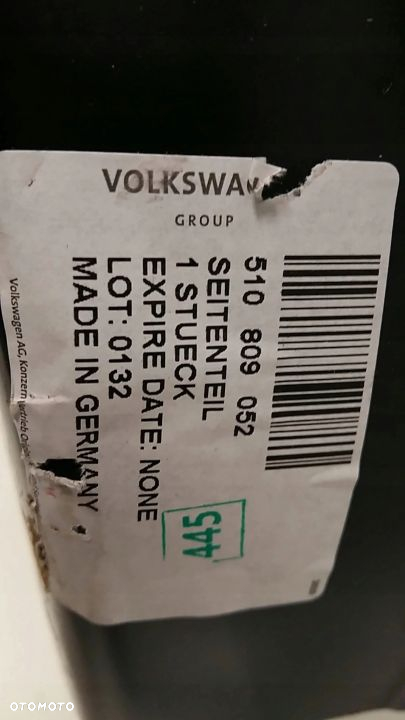 VOLKSWA
GROUP
510 809 052
SEITENTEIL
1 STUECK
EXPIRE DATE: NONE
LOT: 0132
MADE IN GERMANY
Volkswagen AG, Konzern
445
OTOMOTO